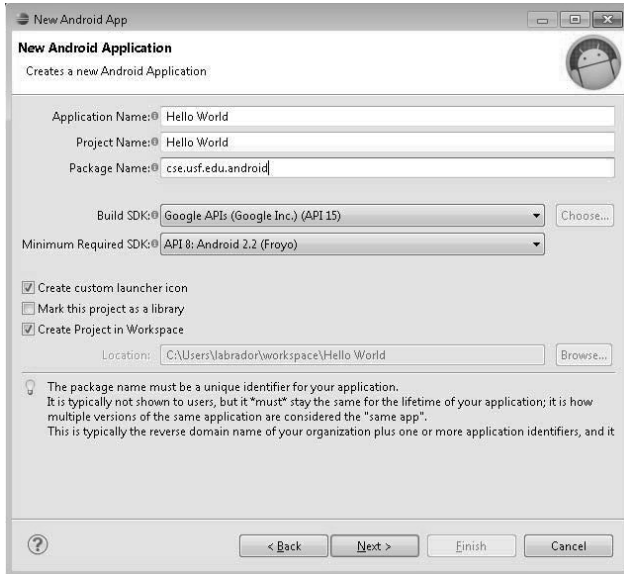 New Android App
New Android Application
Creates a new Android Application
Application Name: Hello World
Project Name: Hello World
Package Name: cse.usf.edu.android
Build SDK: Google APIs (Google Inc.) (API 15) Choose...
Minimum Required SDK: API 8: Android 2.2 (Froyo)
Create custom launcher icon
Mark this project as a library
Create Project in Workspace
Location: C:\Users\labrador\workspace\Hello World Browse...
The package name must be a unique identifier for your application.
It is typically not shown to users, but it *must* stay the same for the lifetime of your application; it is how
multiple versions of the same application are considered the "same app".
This is typically the reverse domain name of your organization plus one or more application identifiers, and it
? < Back Next > Finish Cancel